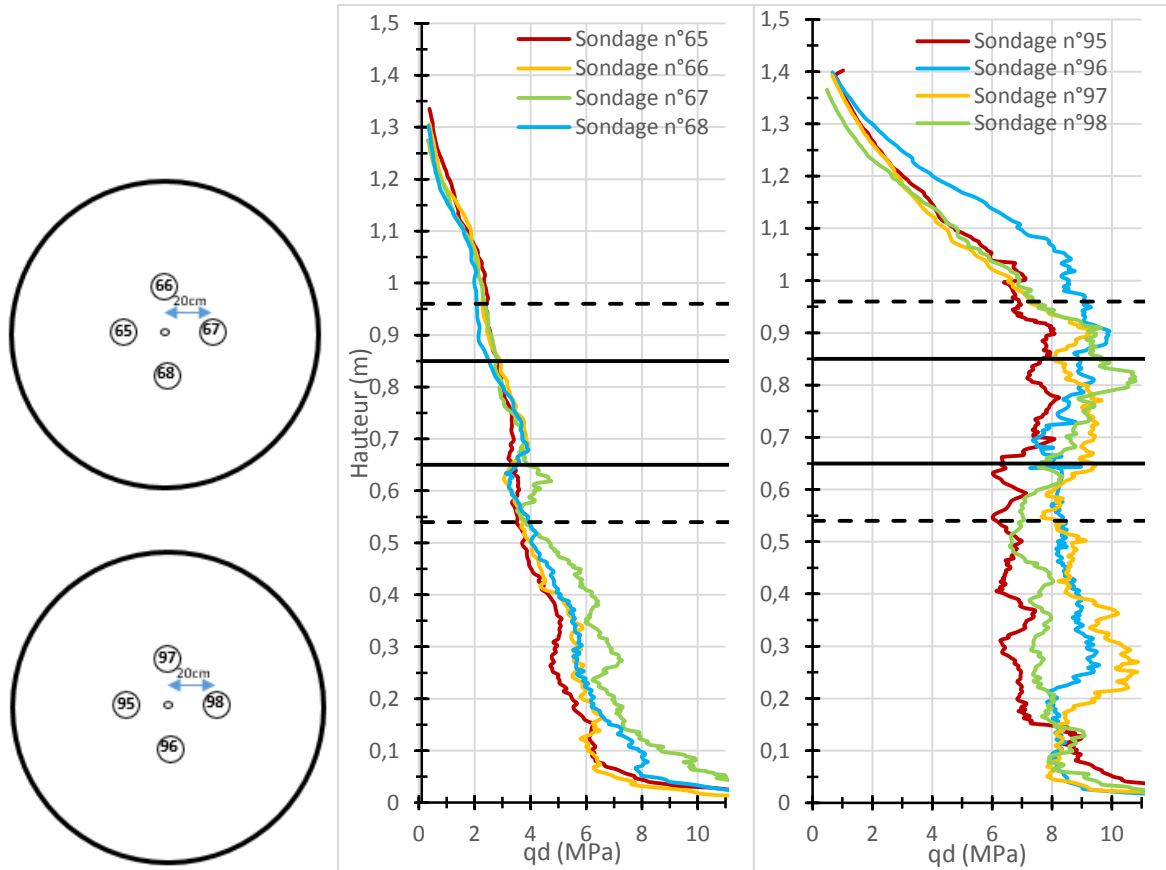 66
20cm
65
67
68
97
20cm
95
98
96
Hauteur (m)
1,5
1,4
1,3
1,2
1,1
1
0,9
0,8
0,7
0,6
0,5
0,4
0,3
0,2
0,1
0
0 2 4 6 8 10
qd (MPa)
Sondage n°65
Sondage n°66
Sondage n°67
Sondage n°68
1,5
1,4
1,3
1,2
1,1
1
0,9
0,8
0,7
0,6
0,5
0,4
0,3
0,2
0,1
0
0 2 4 6 8 10
qd (MPa)
Sondage n°95
Sondage n°96
Sondage n°97
Sondage n°98